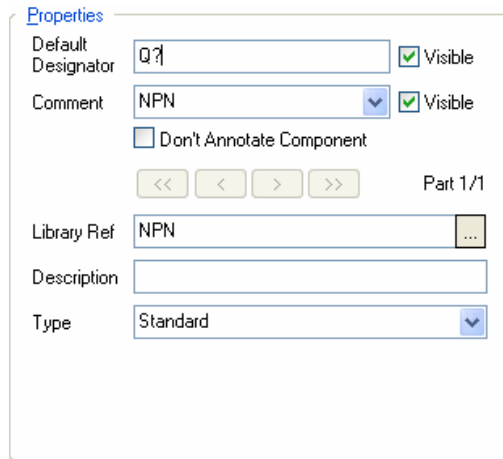 Properties
Default
Designator
Q?
Visible
Comment
NPN
Visible
Don't Annotate Component
<<
<
>
>>
Part 1/1
Library Ref
NPN
...
Description
Type
Standard